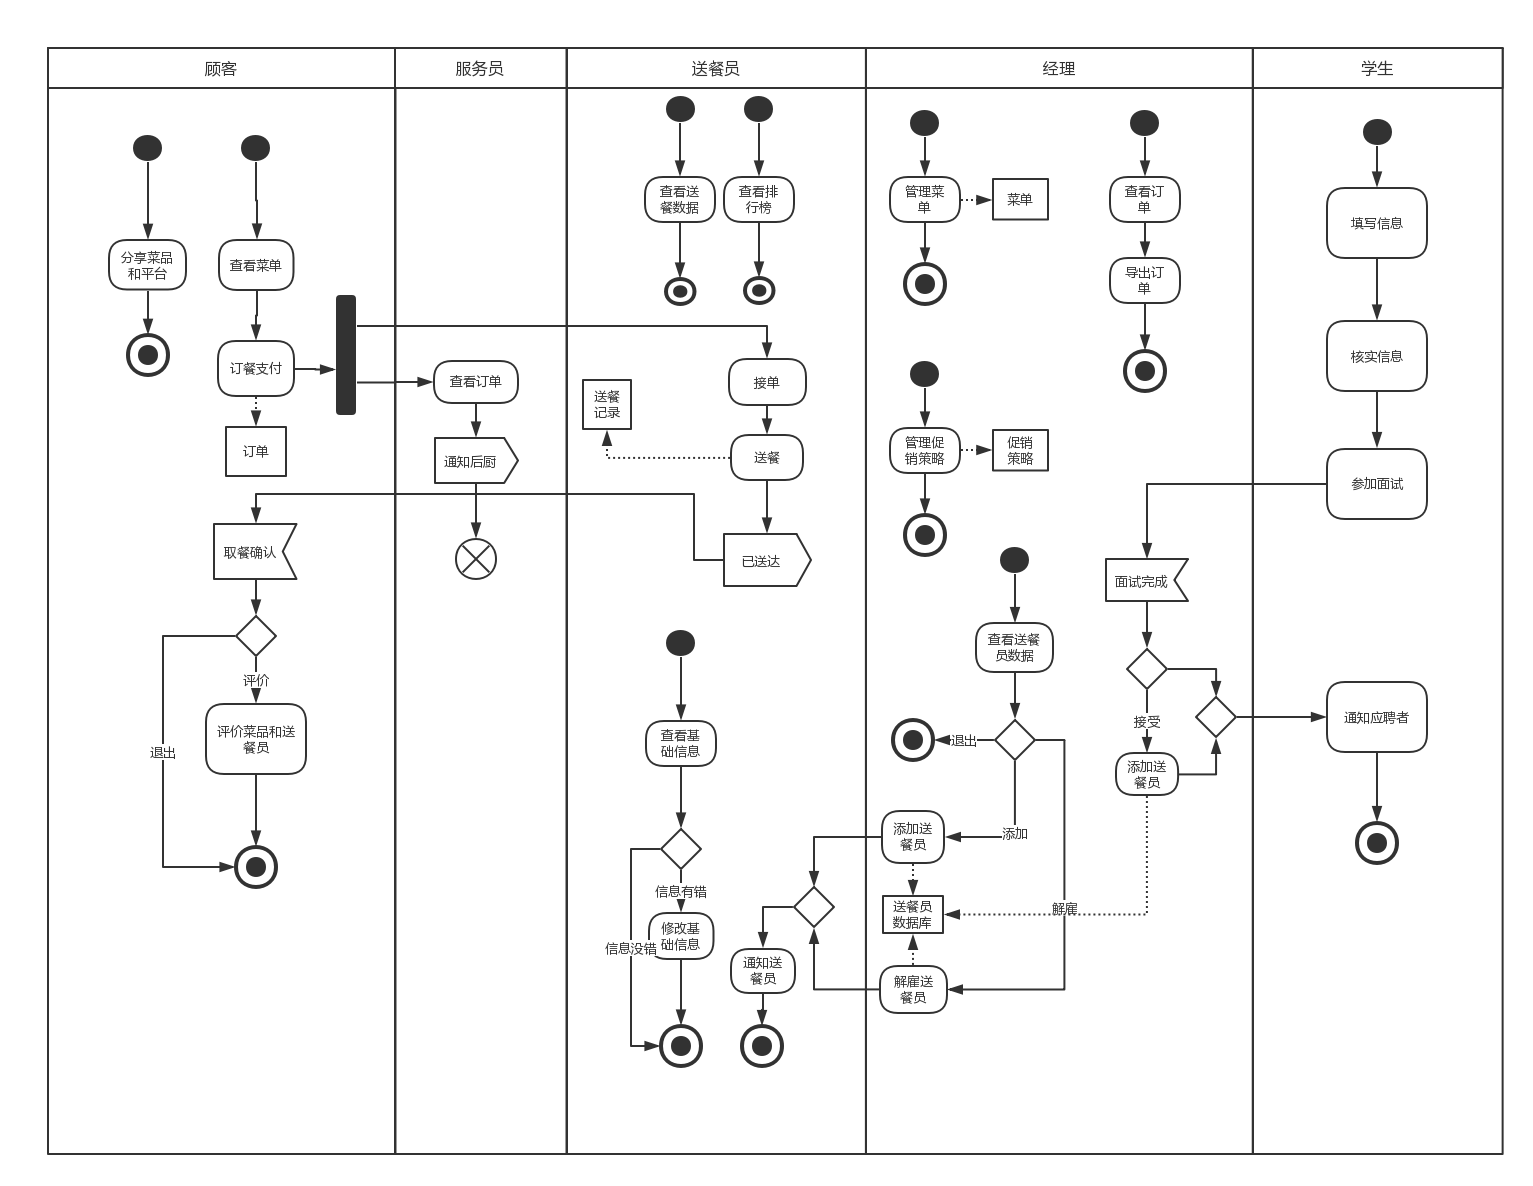 顾客
服务员
送餐员
经理
学生
分享菜品
和平台
查看菜单
订餐支付
订单
取餐确认
评价
评价菜品和送
餐员
退出
查看订单
通知后厨
查看送
餐数据
查看排
行榜
接单
送餐
记录
送餐
已送达
查看基
础信息
信息有错
修改基
础信息
信息没错
通知送
餐员
管理菜
单
菜单
查看订
单
导出订
单
管理促
销策略
促销
策略
查看送餐
员数据
退出
添加
添加送
餐员
送餐员
数据库
解雇
解雇送
餐员
面试完成
接受
添加送
餐员
填写信息
核实信息
参加面试
通知应聘者